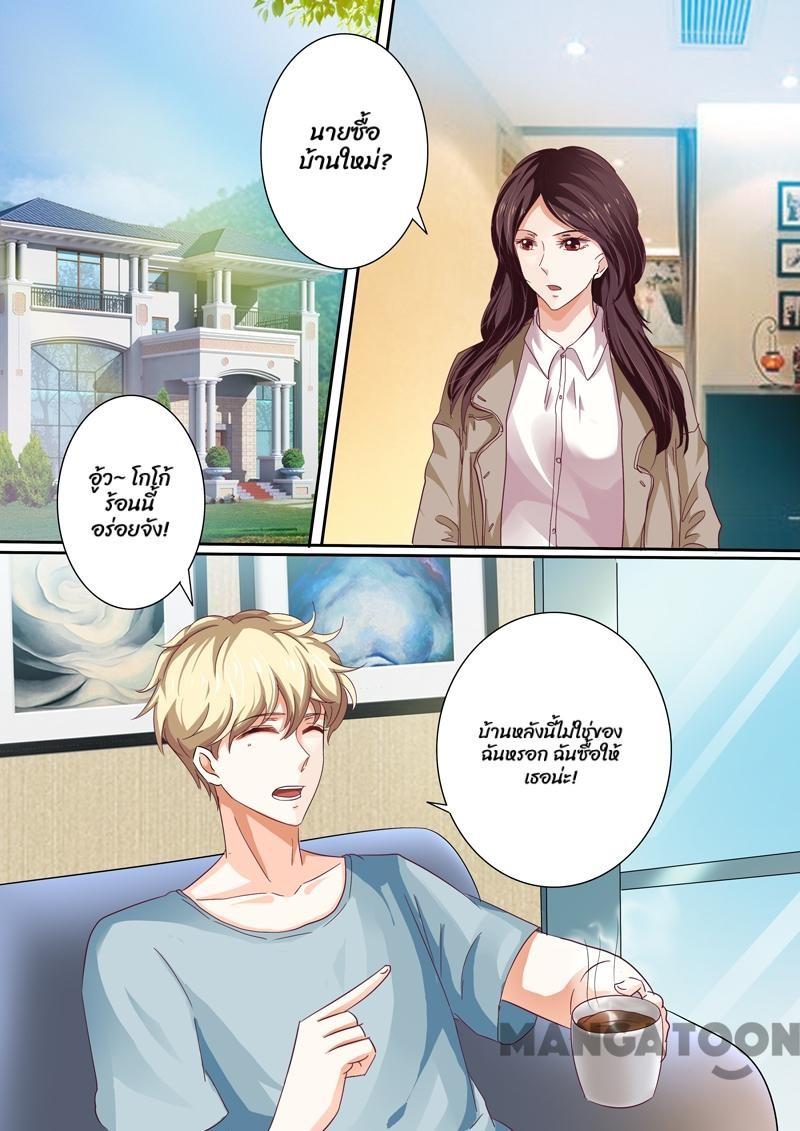 นายซื้อ
บ้านใหม่?
อู้ว~ โกโก้
ร้อนนี้
อร่อยจัง!
บ้านหลังนี้ไม่ใช่ของ
ฉันหรอก ฉันซื้อให้
เธอน่ะ!
MANGATOON